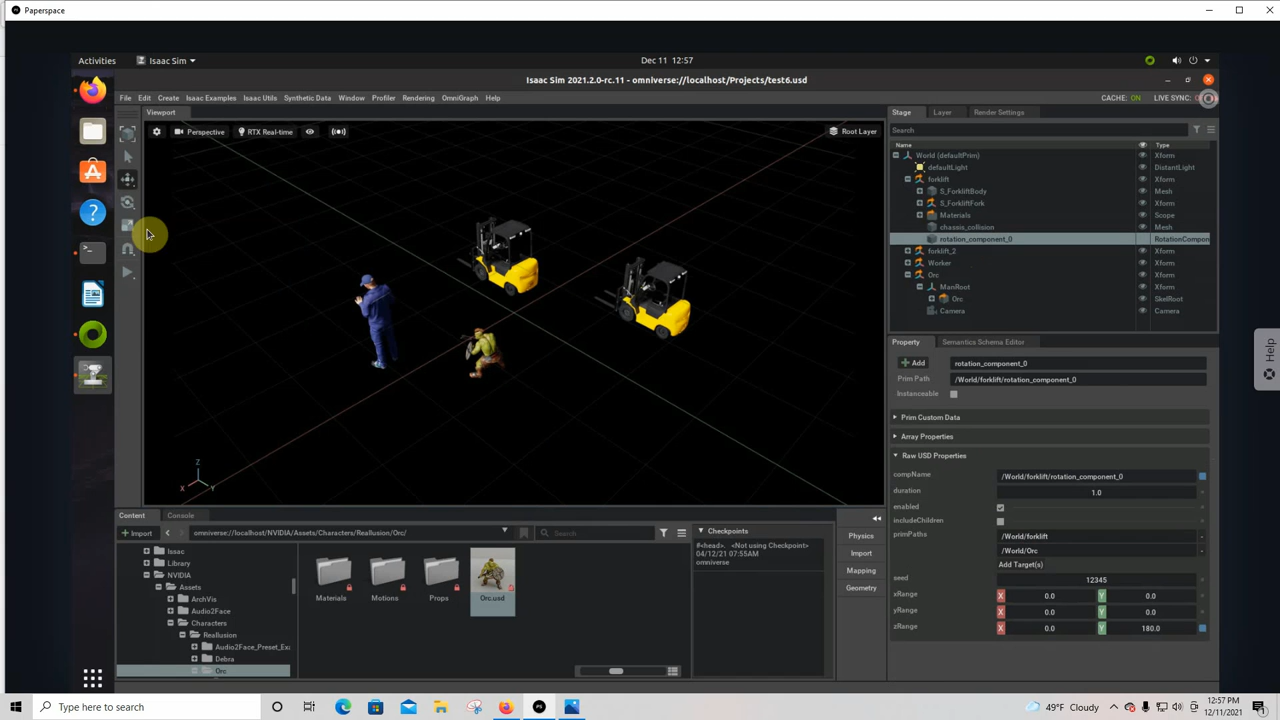 Paperspace
Activities
Isaac Sim
Dec 11 12:57
Isaac Sim 2021.2.0-rc.11 - omniverse://localhost/Projects/test6.usd
File Edit Create Isaac Examples Isaac Utils Synthetic Data Window Profiler Rendering OmniGraph Help
CACHE: ON LIVE SYNC:
Viewport
Perspective
RTX Real-time
Root Layer
Z
X
Y
Stage Layer Render Settings
Search
Name Type
World (defaultPrim) Xform
defaultLight DistantLight
forklift Xform
S_ForkliftBody Mesh
S_ForkliftFork Xform
Materials Scope
chassis_collision Mesh
rotation_component_0 RotationCompon
forklift_2 Xform
Worker Xform
Orc Xform
ManRoot Xform
Orc SkelRoot
Camera Camera
Property Semantics Schema Editor
Add rotation_component_0
Prim Path /World/forklift/rotation_component_0
Instanceable
Prim Custom Data
Array Properties
Raw USD Properties
compName /World/forklift/rotation_component_0
duration 1.0
enabled
includeChildren
primPaths /World/forklift
/World/Orc
Add Target(s)
seed 12345
xRange X 0.0 Y 0.0
yRange X 0.0 Y 0.0
zRange X 0.0 Y 180.0
Help
Content Console
Import omniverse://localhost/NVIDIA/Assets/Characters/Reallusion/Orc/ Search
Issac
Library
NVIDIA
Assets
ArchVis
Audio2Face
Characters
Reallusion
Audio2Face_Preset_Exa
Debra
Orc
Materials
Motions
Props
Orc.usd
Checkpoints
#<head>. <Not using Checkpoint>
04/12/21 07:55AM
omniverse
Physics
Import
Mapping
Geometry
Type here to search
49°F Cloudy
12:57 PM
12/11/2021